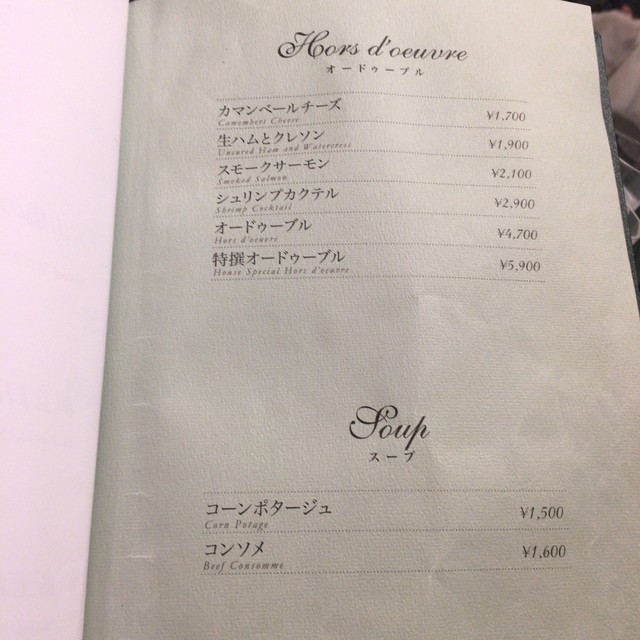 Hors d'oeuvre
オードゥーブル
カマンベールチーズ ¥1,700
Camembert Cheese
生ハムとクレソン ¥1,900
Uncured Ham and Watercress
スモークサーモン ¥2,100
Smoked Salmon
シュリンプカクテル ¥2,900
Shrimp Cocktail
オードゥーブル ¥4,700
Hors d'oeuvre
特撰オードゥーブル ¥5,900
House Special Hors d'oeuvre
Soup
スープ
コーンポタージュ ¥1,500
Corn Potage
コンソメ ¥1,600
Beef Consomme